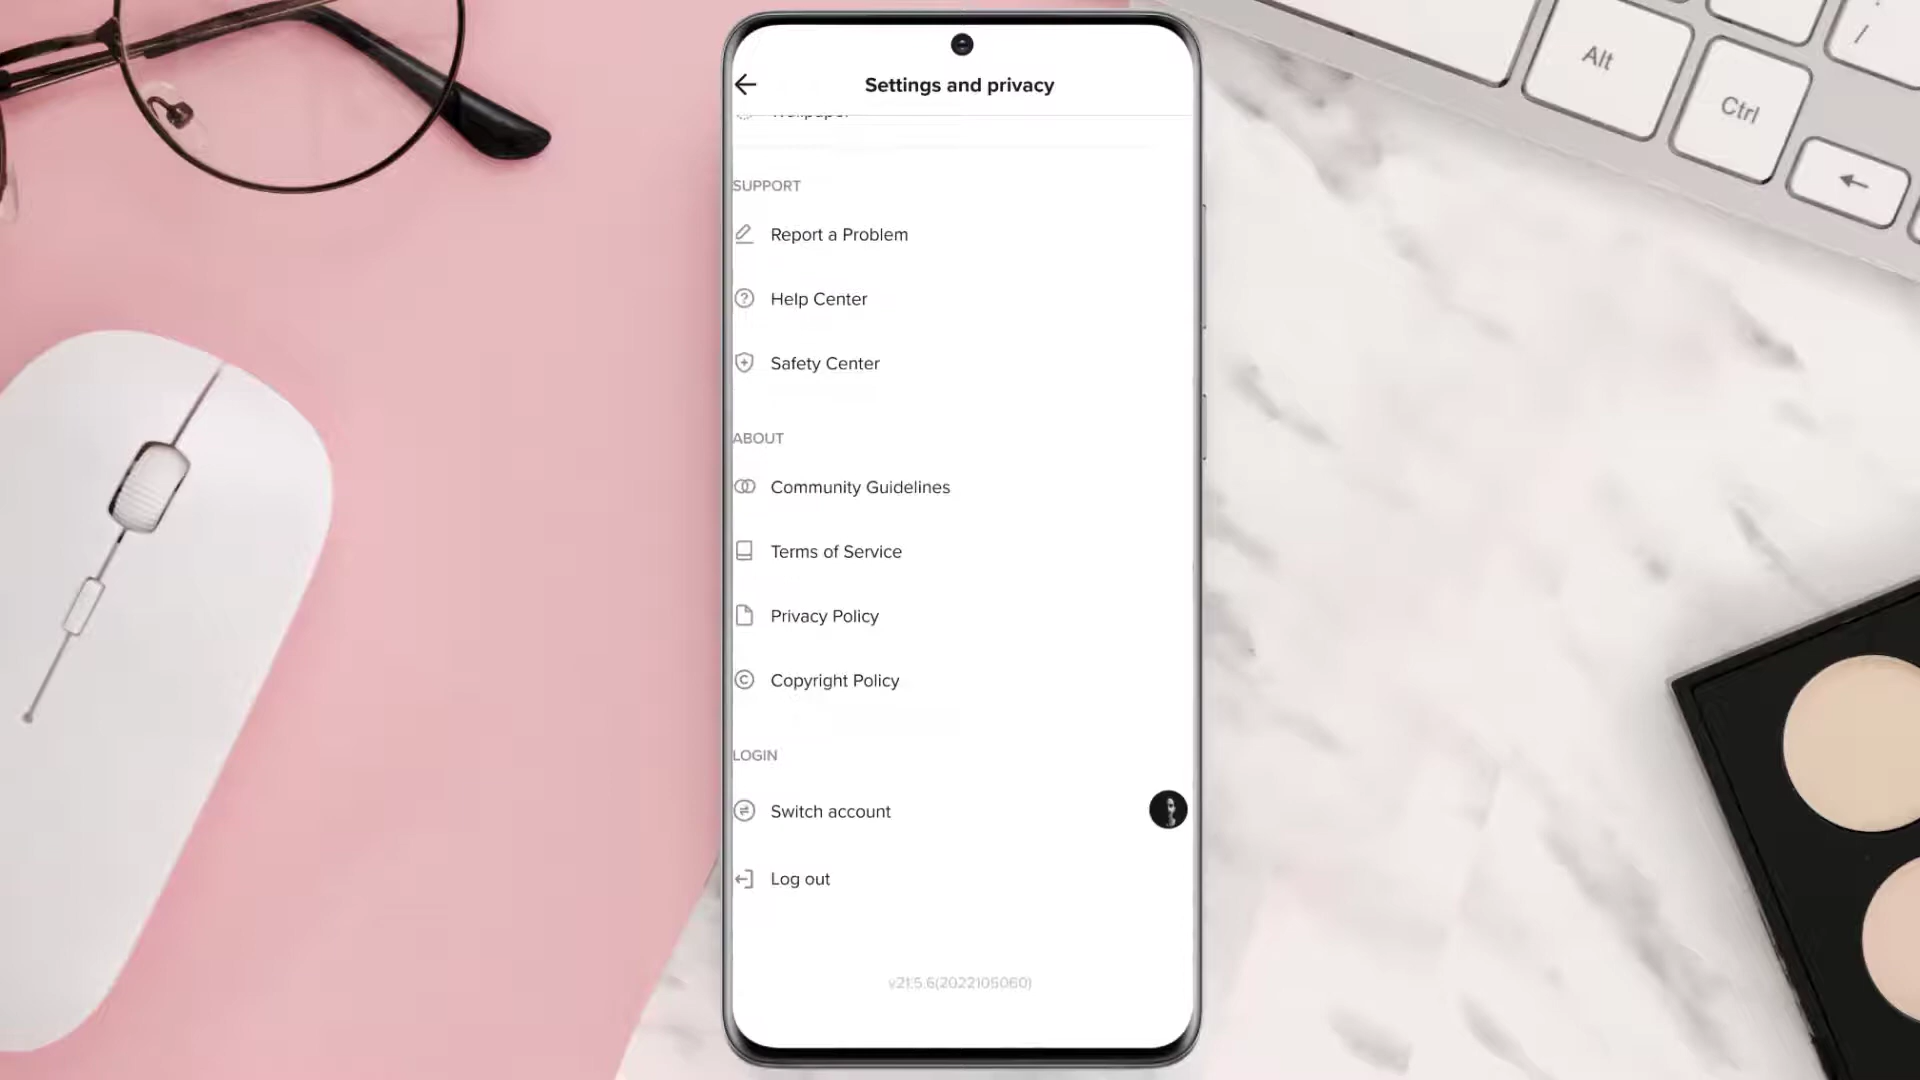 Settings and privacy
SUPPORT
Report a Problem
Help Center
Safety Center
ABOUT
Community Guidelines
Terms of Service
Privacy Policy
Copyright Policy
LOGIN
Switch account
Log out
v21.5.6(2022105060)
Alt
Ctrl
/